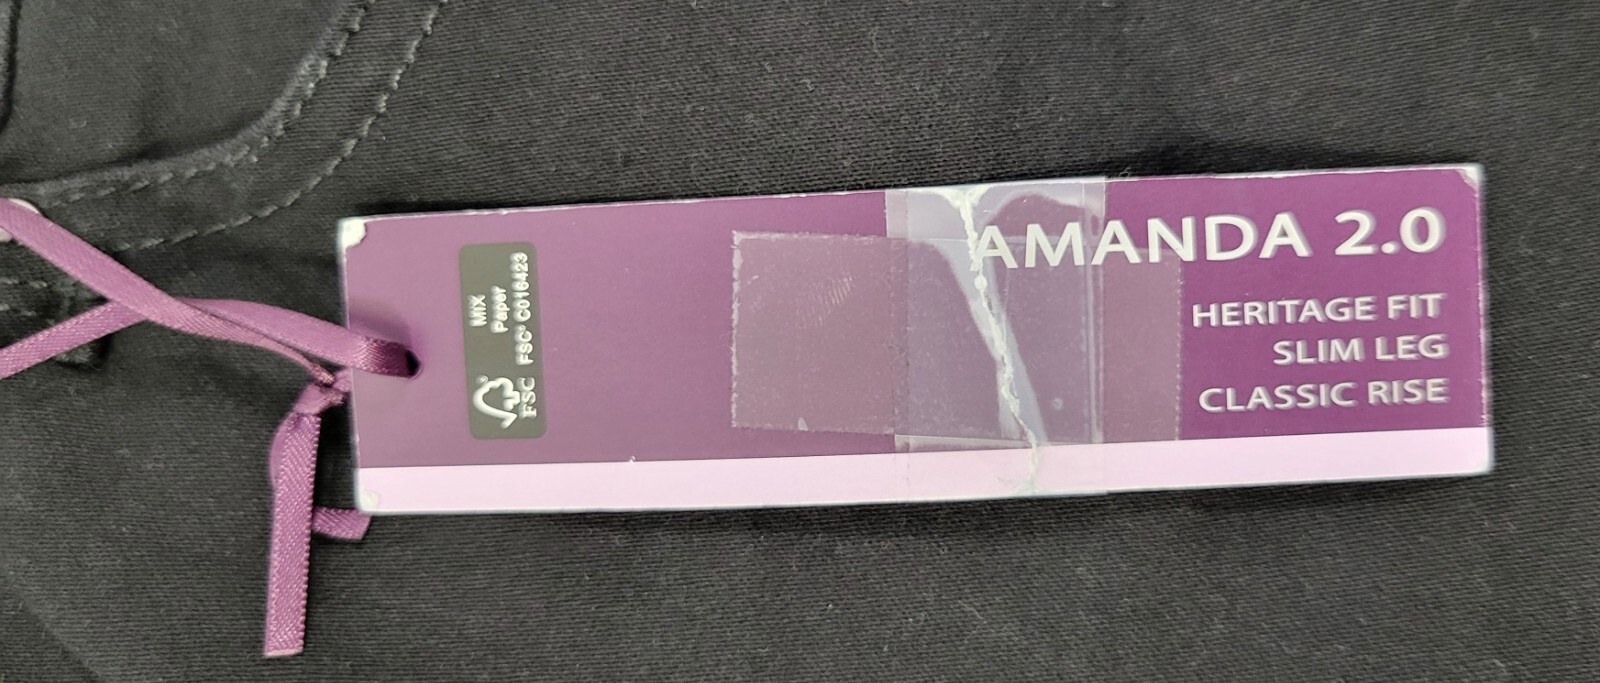 AMANDA 2.0
HERITAGE FIT
SLIM LEG
CLASSIC RISE
MIX
Paper
FSC® C016423
FSC